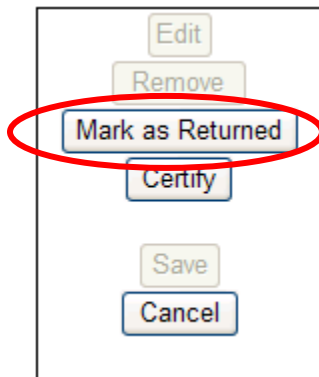 Edit
Remove
Mark as Returned
Certify
Save
Cancel